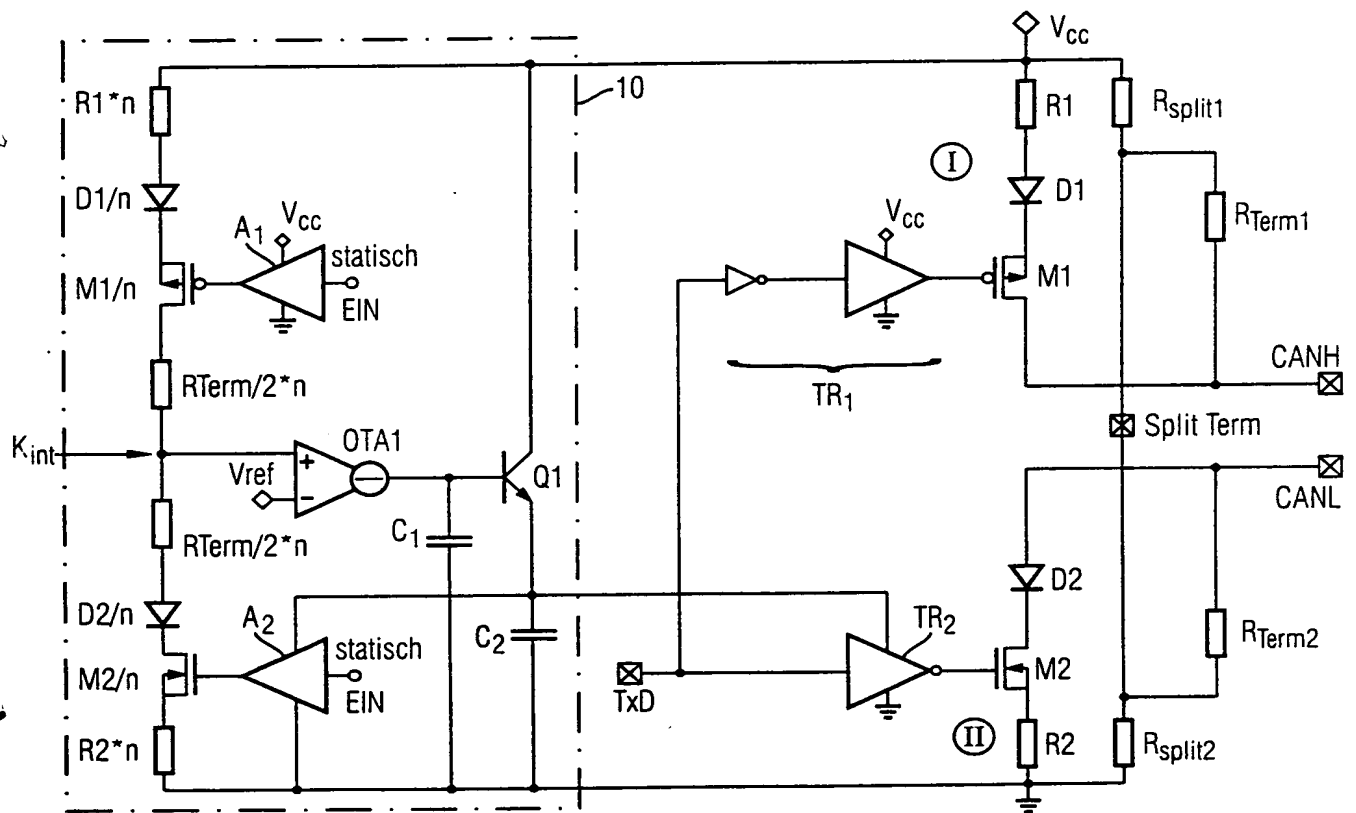 Vcc
10
R1*n
R1
Rsplit1
I
D1/n
D1
A1
Vcc
statisch
EIN
Vcc
RTerm1
M1/n
M1
TR1
CANH
RTerm/2*n
Kint
OTA1
+
−
Vref
Q1
Split Term
CANL
RTerm/2*n
C1
D2/n
A2
statisch
EIN
C2
TR2
D2
RTerm2
M2/n
TxD
M2
R2*n
II
R2
Rsplit2